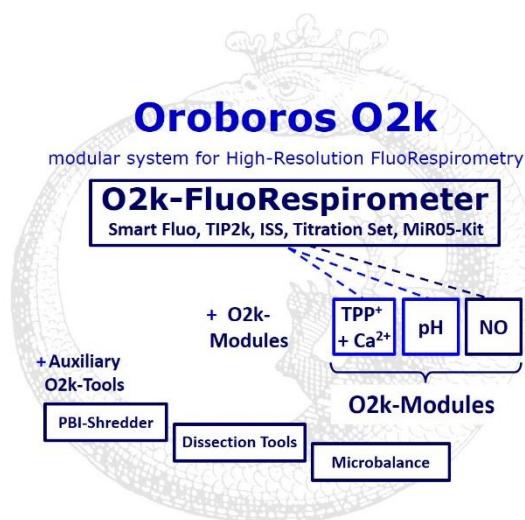 Oroboros O2k
modular system for High-Resolution FluoRespirometry
O2k-FluoRespirometer
Smart Fluo, TIP2k, ISS, Titration Set, MiR05-Kit
+ O2k-
Modules
TPP⁺
+ Ca²⁺
pH
NO
O2k-Modules
+Auxiliary
O2k-Tools
PBI-Shredder
Dissection Tools
Microbalance